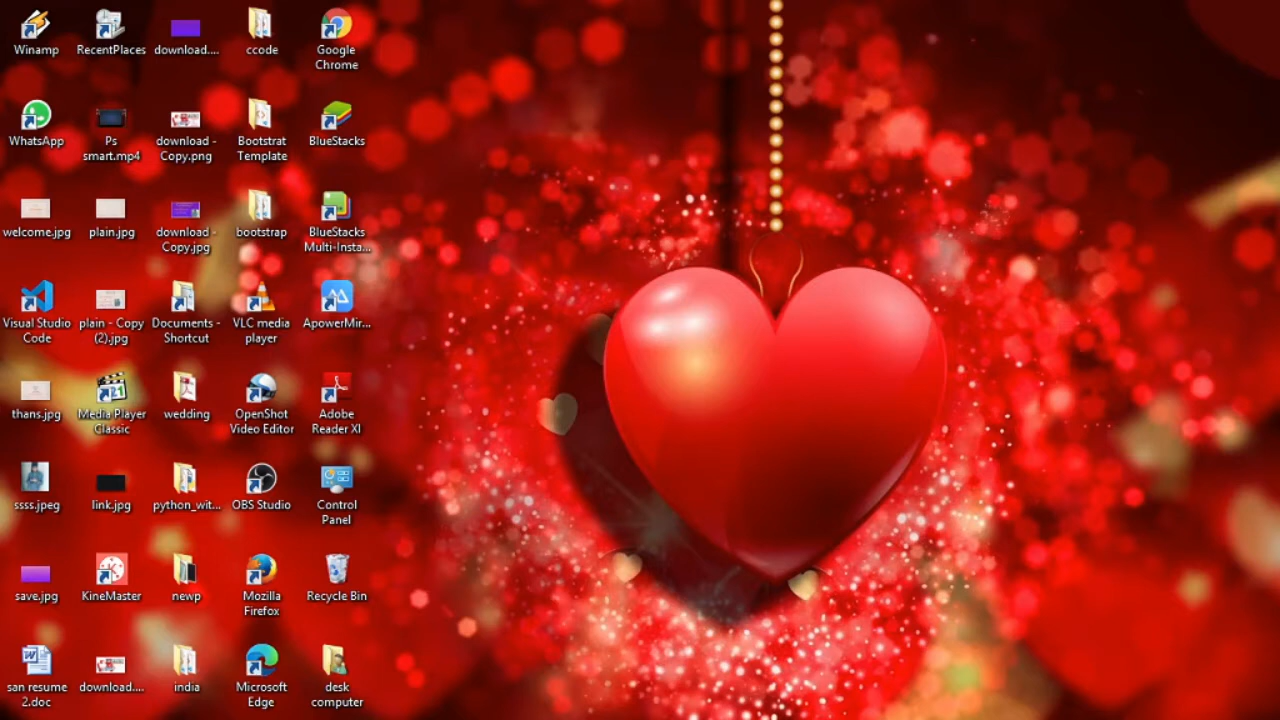 Winamp
RecentPlaces
download....
ccode
Google
Chrome
WhatsApp
Ps
smart.mp4
download -
Copy.png
Bootstrat
Template
BlueStacks
welcome.jpg
plain.jpg
download -
Copy.jpg
bootstrap
BlueStacks
Multi-Insta...
Visual Studio
Code
plain - Copy
(2).jpg
Documents -
Shortcut
VLC media
player
ApowerMir...
thans.jpg
Media Player
Classic
wedding
OpenShot
Video Editor
Adobe
Reader XI
ssss.jpeg
link.jpg
python_wit...
OBS Studio
Control
Panel
save.jpg
KineMaster
newp
Mozilla
Firefox
Recycle Bin
san resume
2.doc
download....
india
Microsoft
Edge
desk
computer